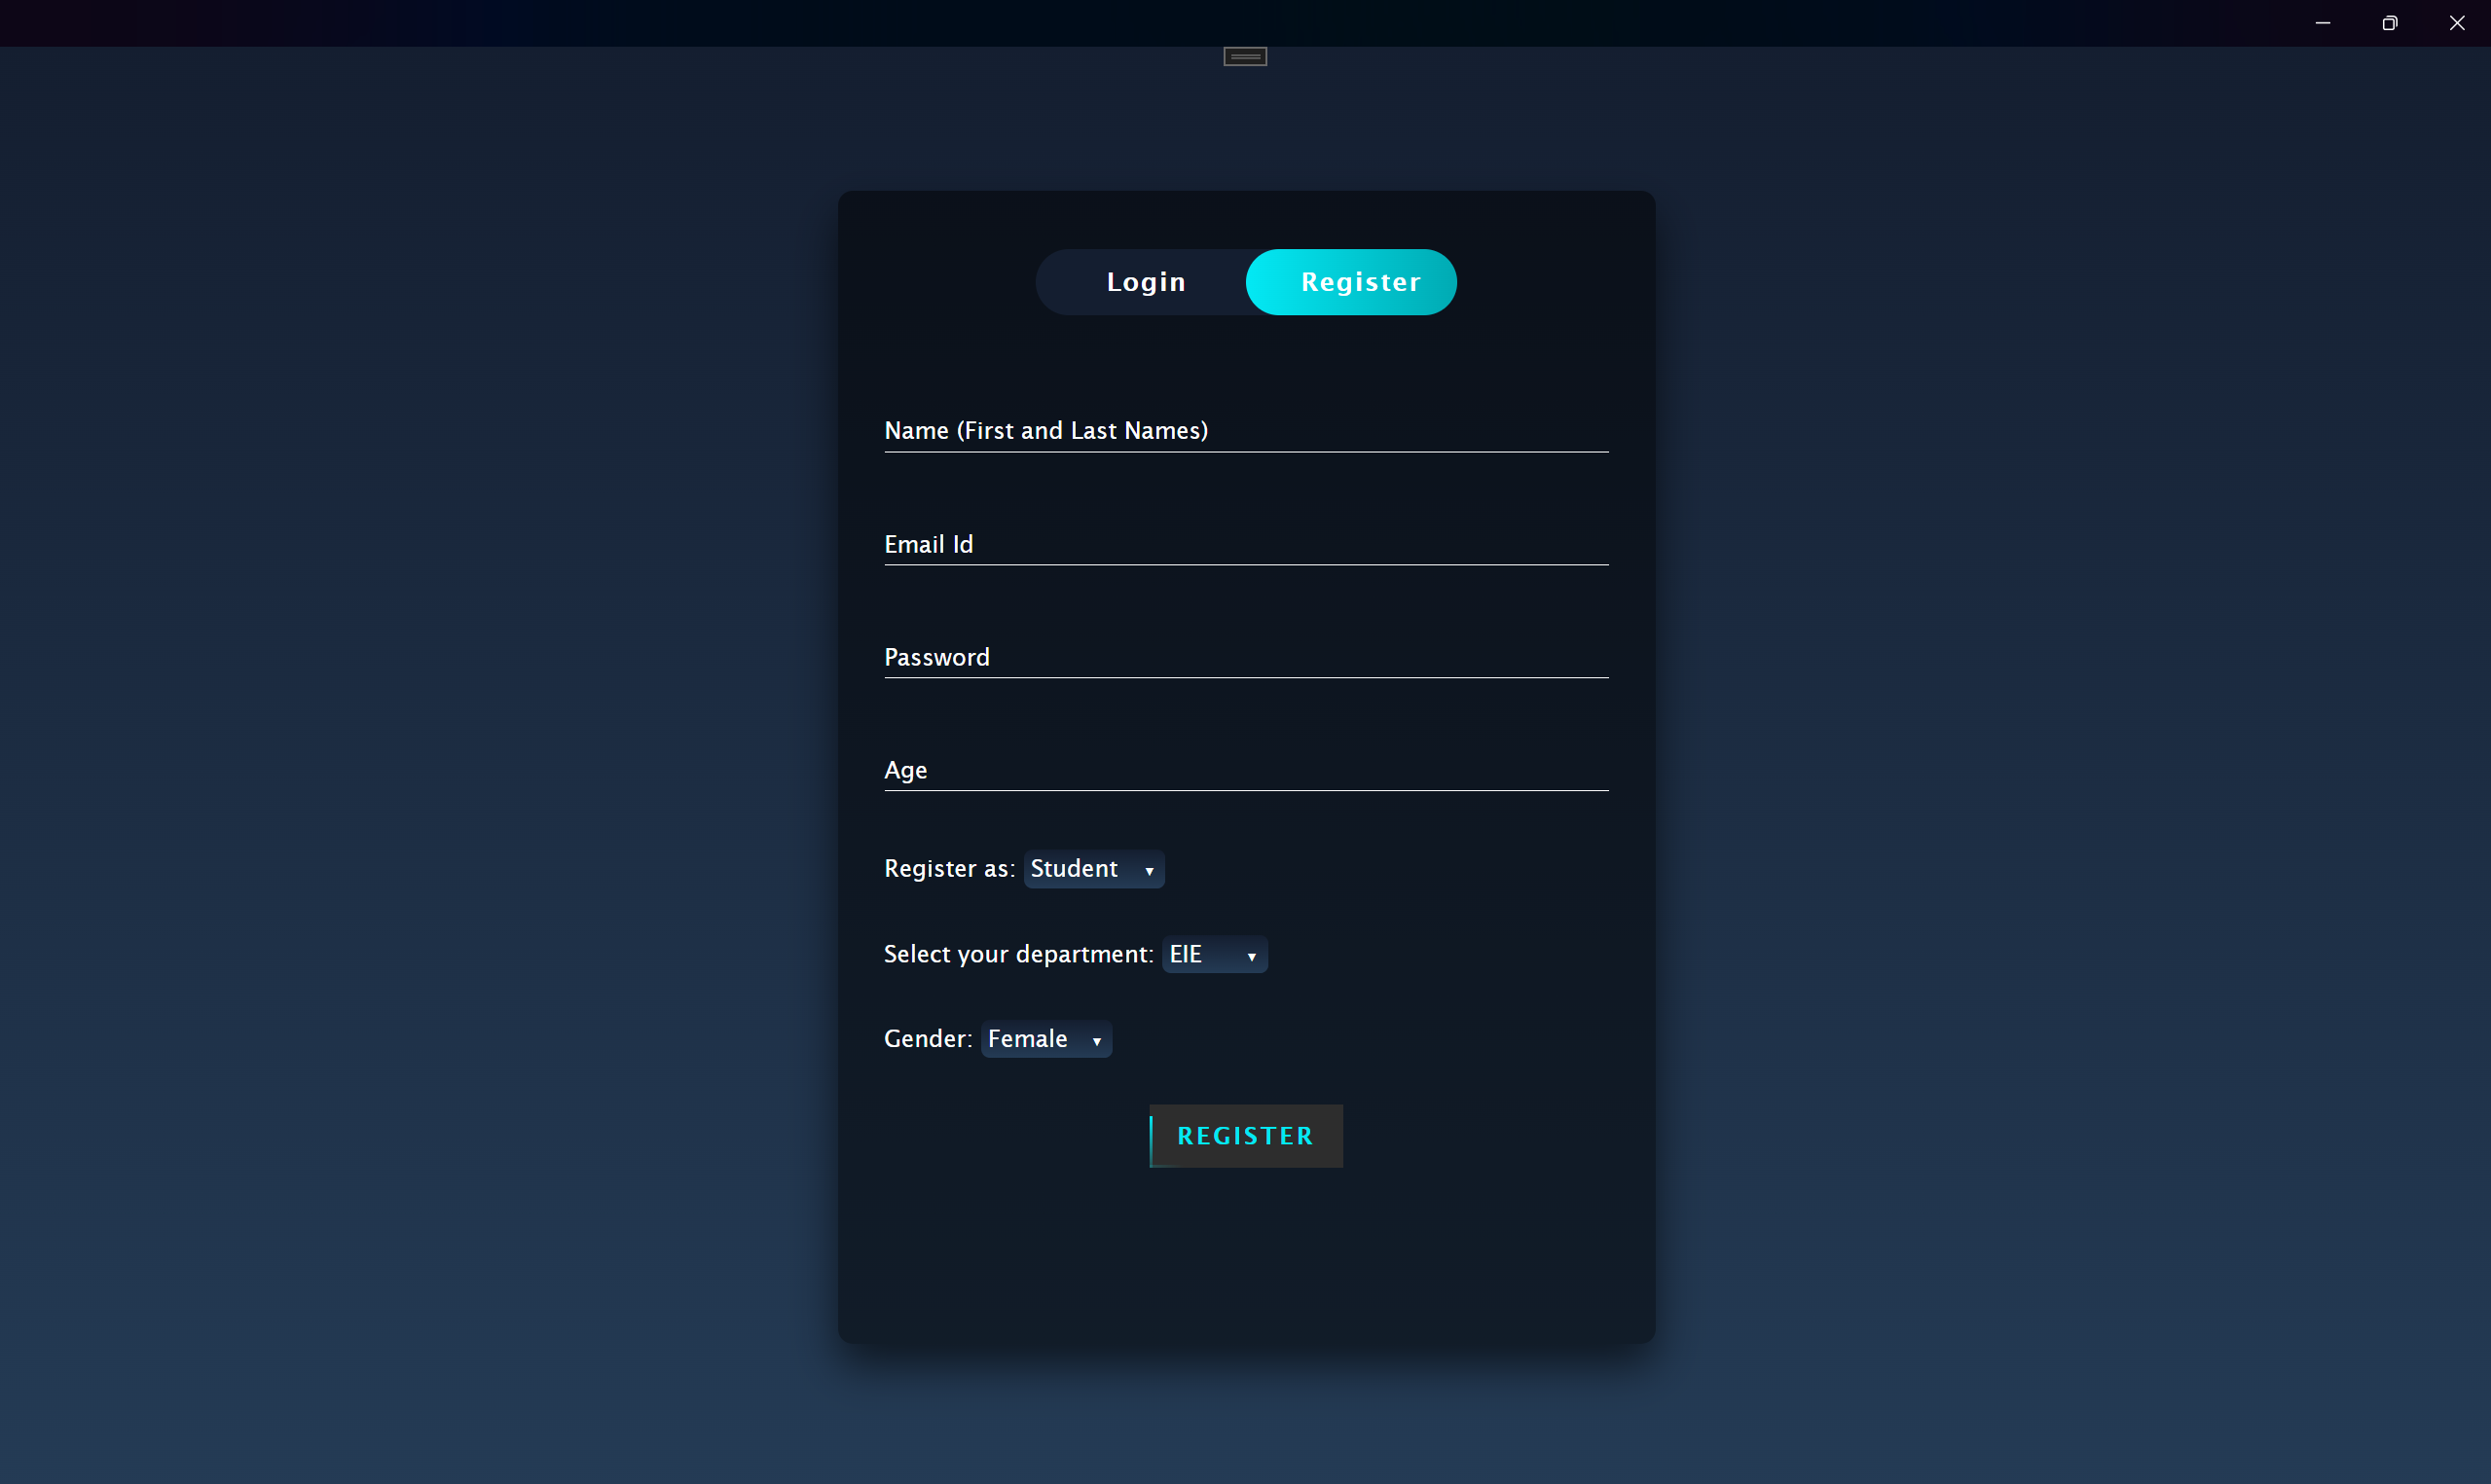 Login Register
Name (First and Last Names)
Email Id
Password
Age
Register as: Student
Select your department: EIE
Gender: Female
REGISTER